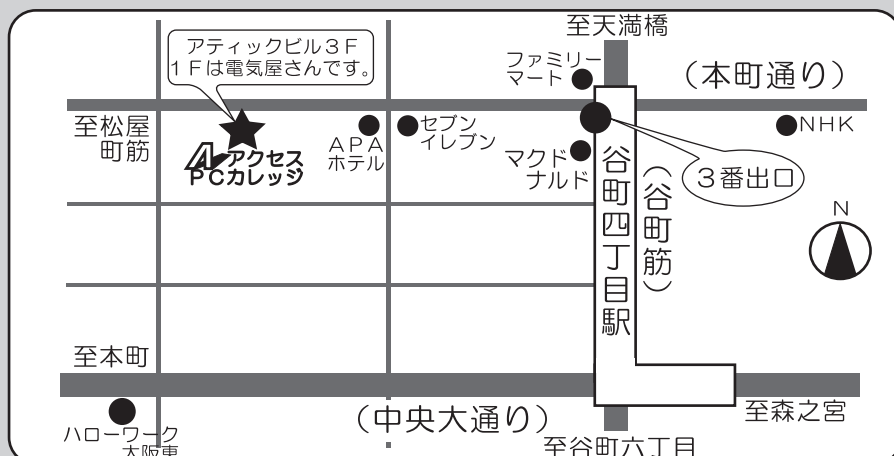 至天満橋
アティックビル３Ｆ
１Ｆは電気屋さんです。
ファミリー
マート
（本町通り）
至松屋
町筋
アクセス
ＰＣカレッジ
ＡＰＡ
ホテル
セブン
イレブン
マクド
ナルド
谷町四丁目駅
（谷町筋）
３番出口
ＮＨＫ
N
至本町
ハローワーク
大阪東
（中央大通り）
至森之宮
至谷町六丁目